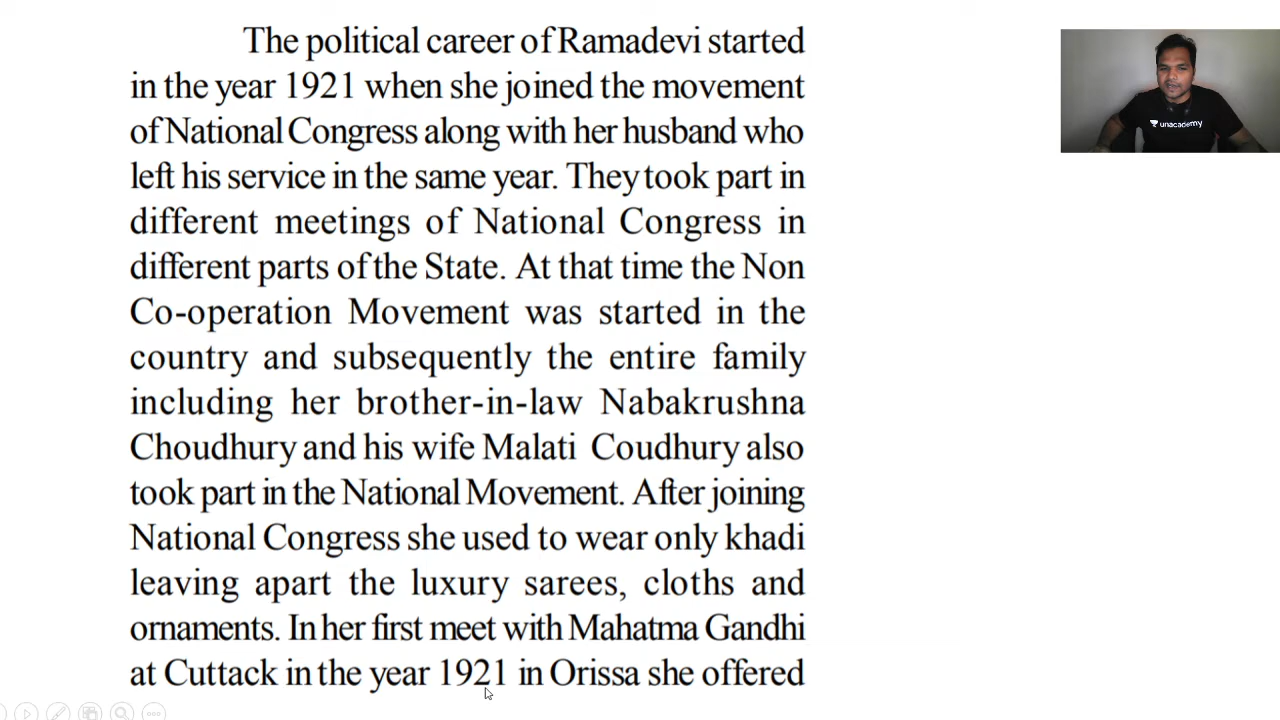 The political career of Ramadevi started
in the year 1921 when she joined the movement
of National Congress along with her husband who
left his service in the same year. They took part in
different meetings of National Congress in
different parts of the State. At that time the Non
Co-operation Movement was started in the
country and subsequently the entire family
including her brother-in-law Nabakrushna
Choudhury and his wife Malati Coudhury also
took part in the National Movement. After joining
National Congress she used to wear only khadi
leaving apart the luxury sarees, cloths and
ornaments. In her first meet with Mahatma Gandhi
at Cuttack in the year 1921 in Orissa she offered
unacademy